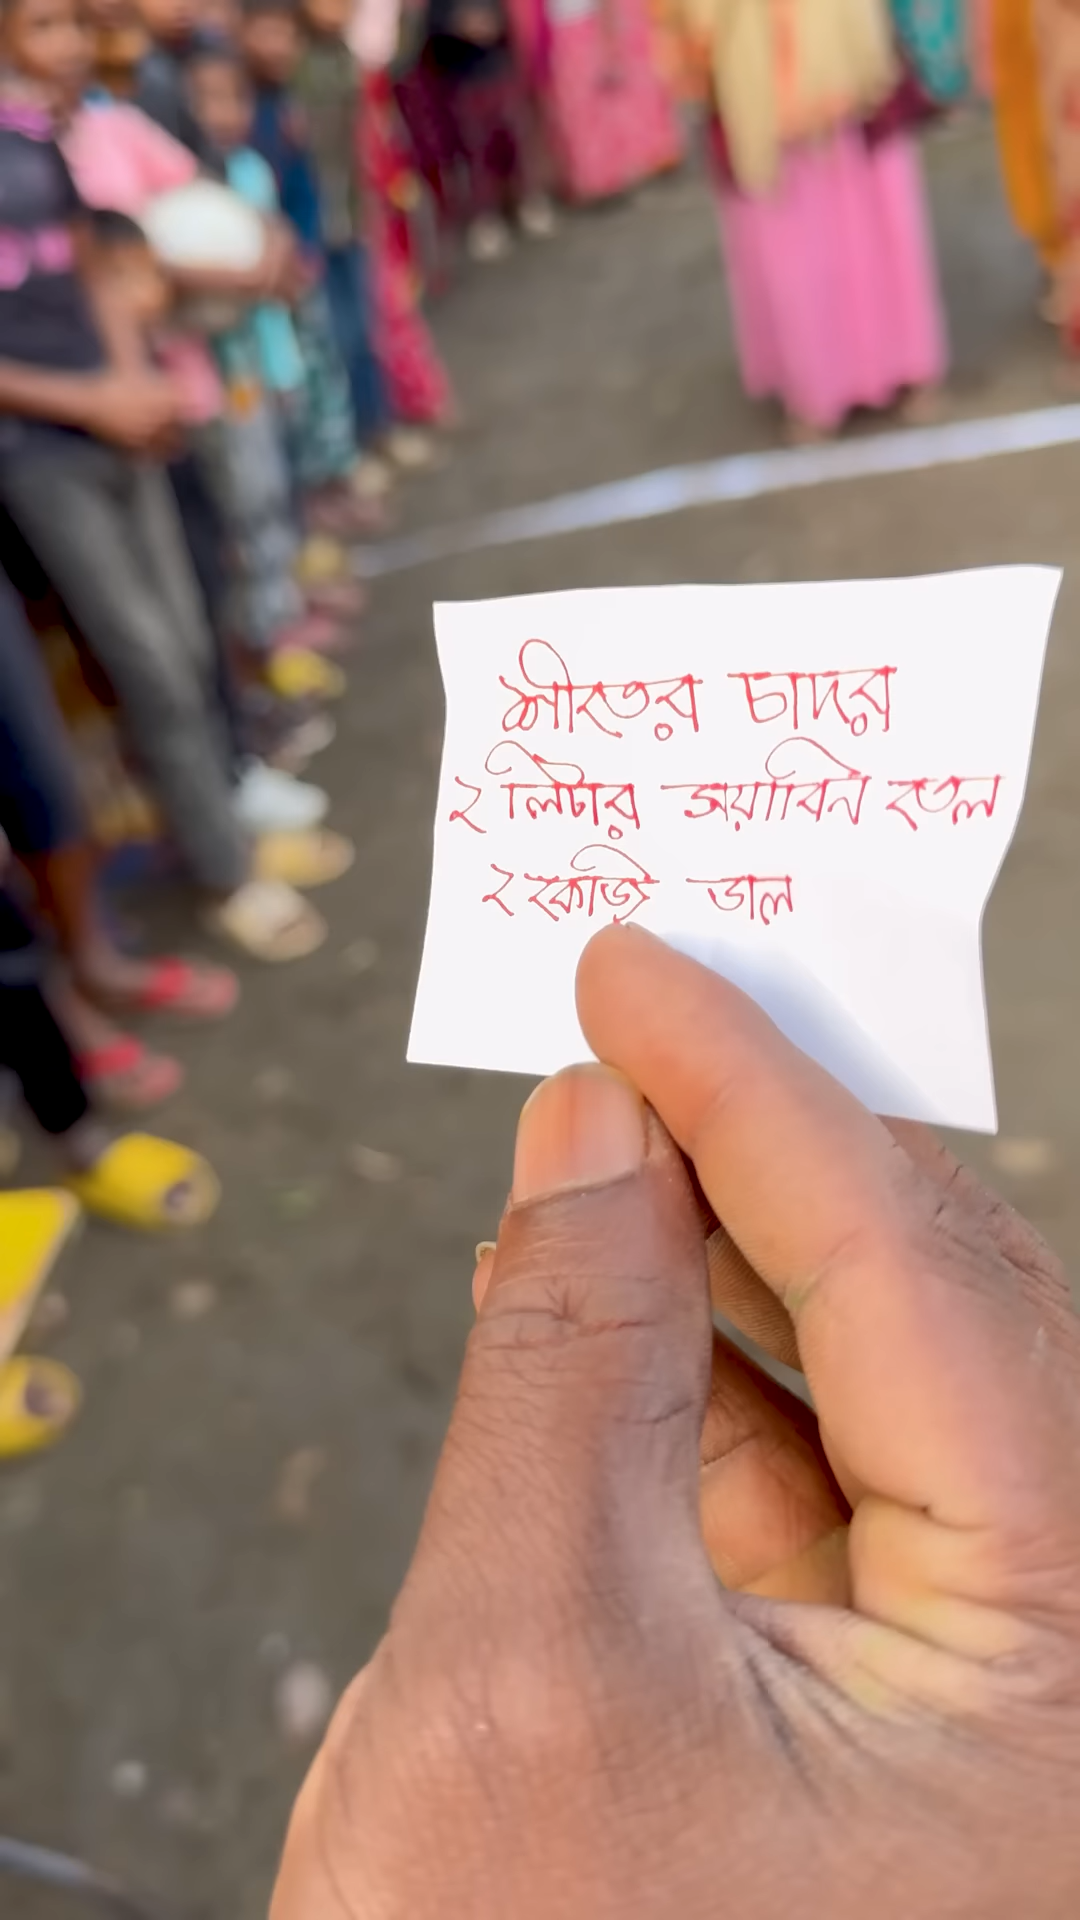 শীতের চাদর
২ লিটার সয়াবিন তেল
২ কেজি ডাল